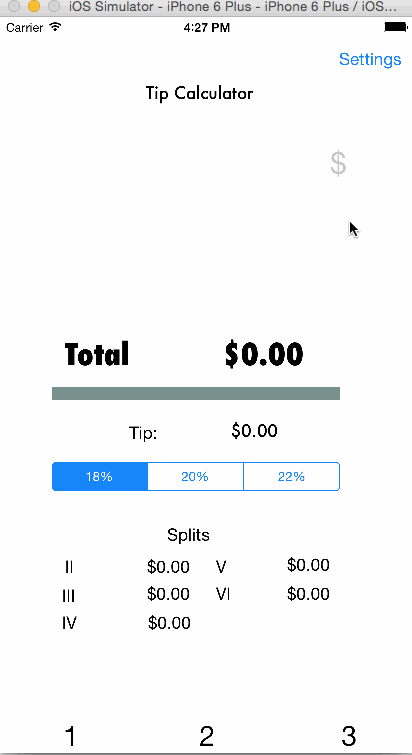 iOS Simulator - iPhone 6 Plus - iPhone 6 Plus / iOS...
Carrier 4:27 PM
Settings
Tip Calculator
$
Total $0.00
Tip: $0.00
18% 20% 22%
Splits
II $0.00 V $0.00
III $0.00 VI $0.00
IV $0.00
1 2 3